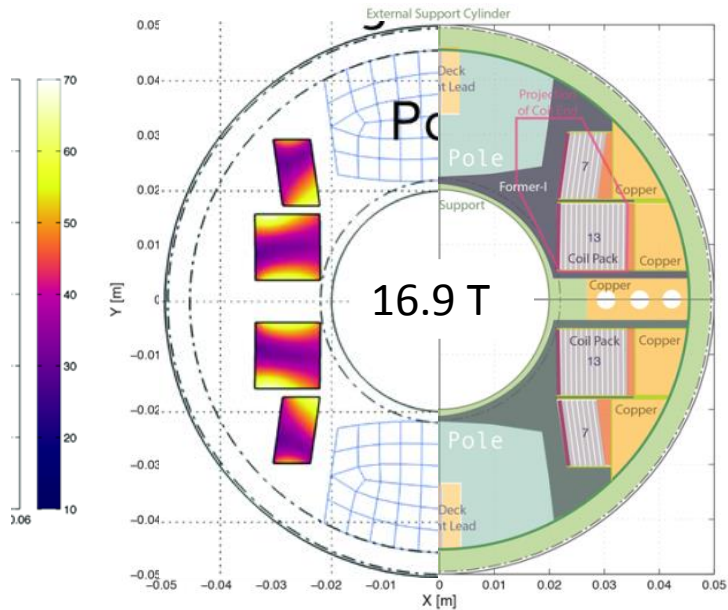 External Support Cylinder
0.05
0.04
0.03
0.02
0.01
0
−0.01
−0.02
−0.03
−0.04
−0.05
Y [m]
70
60
50
40
30
20
10
0.06
Deck
Lead
Projection
of Coil End
Po
Pole
7
Copper
Former-I
Support
13
Coil Pack
Copper
16.9 T
Copper
Coil Pack
13
Copper
7
Copper
Pole
Deck
Lead
−0.05
−0.04
−0.03
−0.02
−0.01
0
0.01
0.02
0.03
0.04
0.05
X [m]